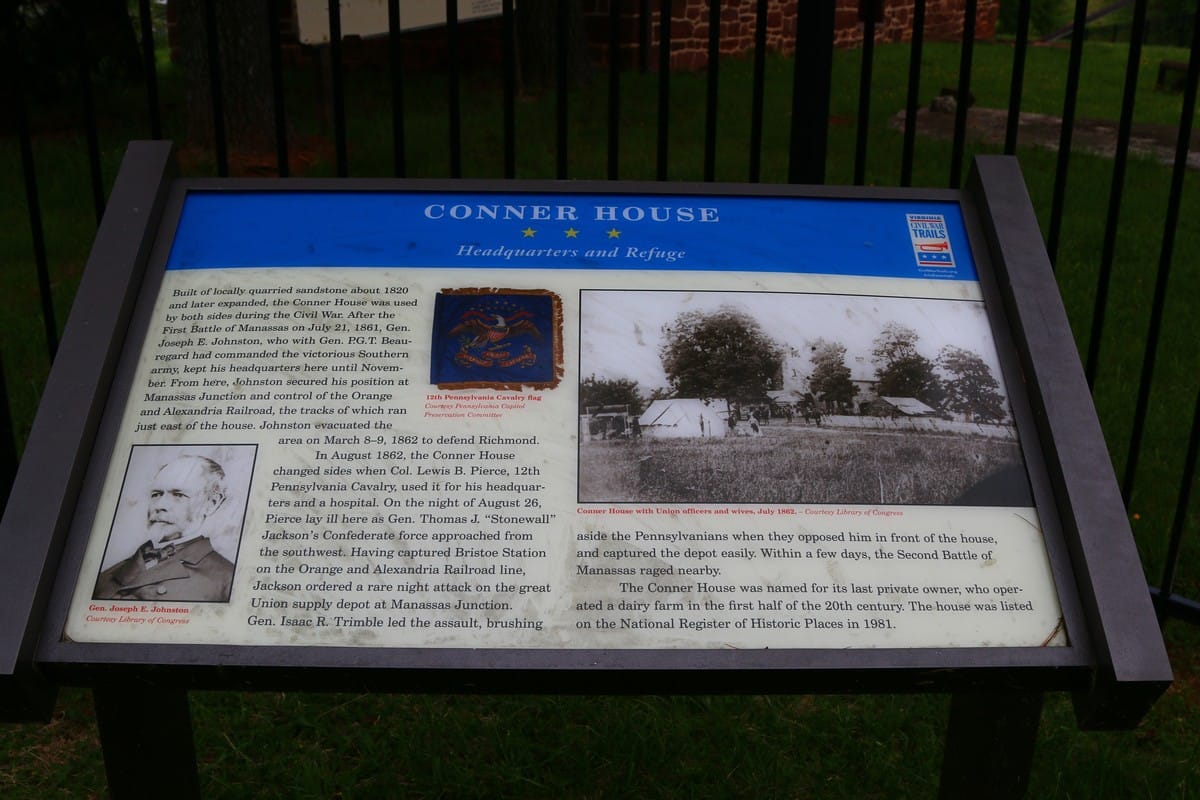 CONNER HOUSE
Headquarters and Refuge
VIRGINIA
CIVIL WAR
TRAILS
Built of locally quarried sandstone about 1820
and later expanded, the Conner House was used
by both sides during the Civil War. After the
First Battle of Manassas on July 21, 1861, Gen.
Joseph E. Johnston, who with Gen. P.G.T. Beau-
regard had commanded the victorious Southern
army, kept his headquarters here until Novem-
ber. From here, Johnston secured his position at
Manassas Junction and control of the Orange
and Alexandria Railroad, the tracks of which ran
just east of the house. Johnston evacuated the
area on March 8–9, 1862 to defend Richmond.
In August 1862, the Conner House
changed sides when Col. Lewis B. Pierce, 12th
Pennsylvania Cavalry, used it for his headquar-
ters and a hospital. On the night of August 26,
Pierce lay ill here as Gen. Thomas J. “Stonewall”
Jackson’s Confederate force approached from
the southwest. Having captured Bristoe Station
on the Orange and Alexandria Railroad line,
Jackson ordered a rare night attack on the great
Union supply depot at Manassas Junction.
Gen. Isaac R. Trimble led the assault, brushing
Gen. Joseph E. Johnston
Courtesy Library of Congress
12th Pennsylvania Cavalry flag
Courtesy Pennsylvania Capitol
Preservation Committee
Conner House with Union officers and wives, July 1862. – Courtesy Library of Congress
aside the Pennsylvanians when they opposed him in front of the house,
and captured the depot easily. Within a few days, the Second Battle of
Manassas raged nearby.
The Conner House was named for its last private owner, who oper-
ated a dairy farm in the first half of the 20th century. The house was listed
on the National Register of Historic Places in 1981.